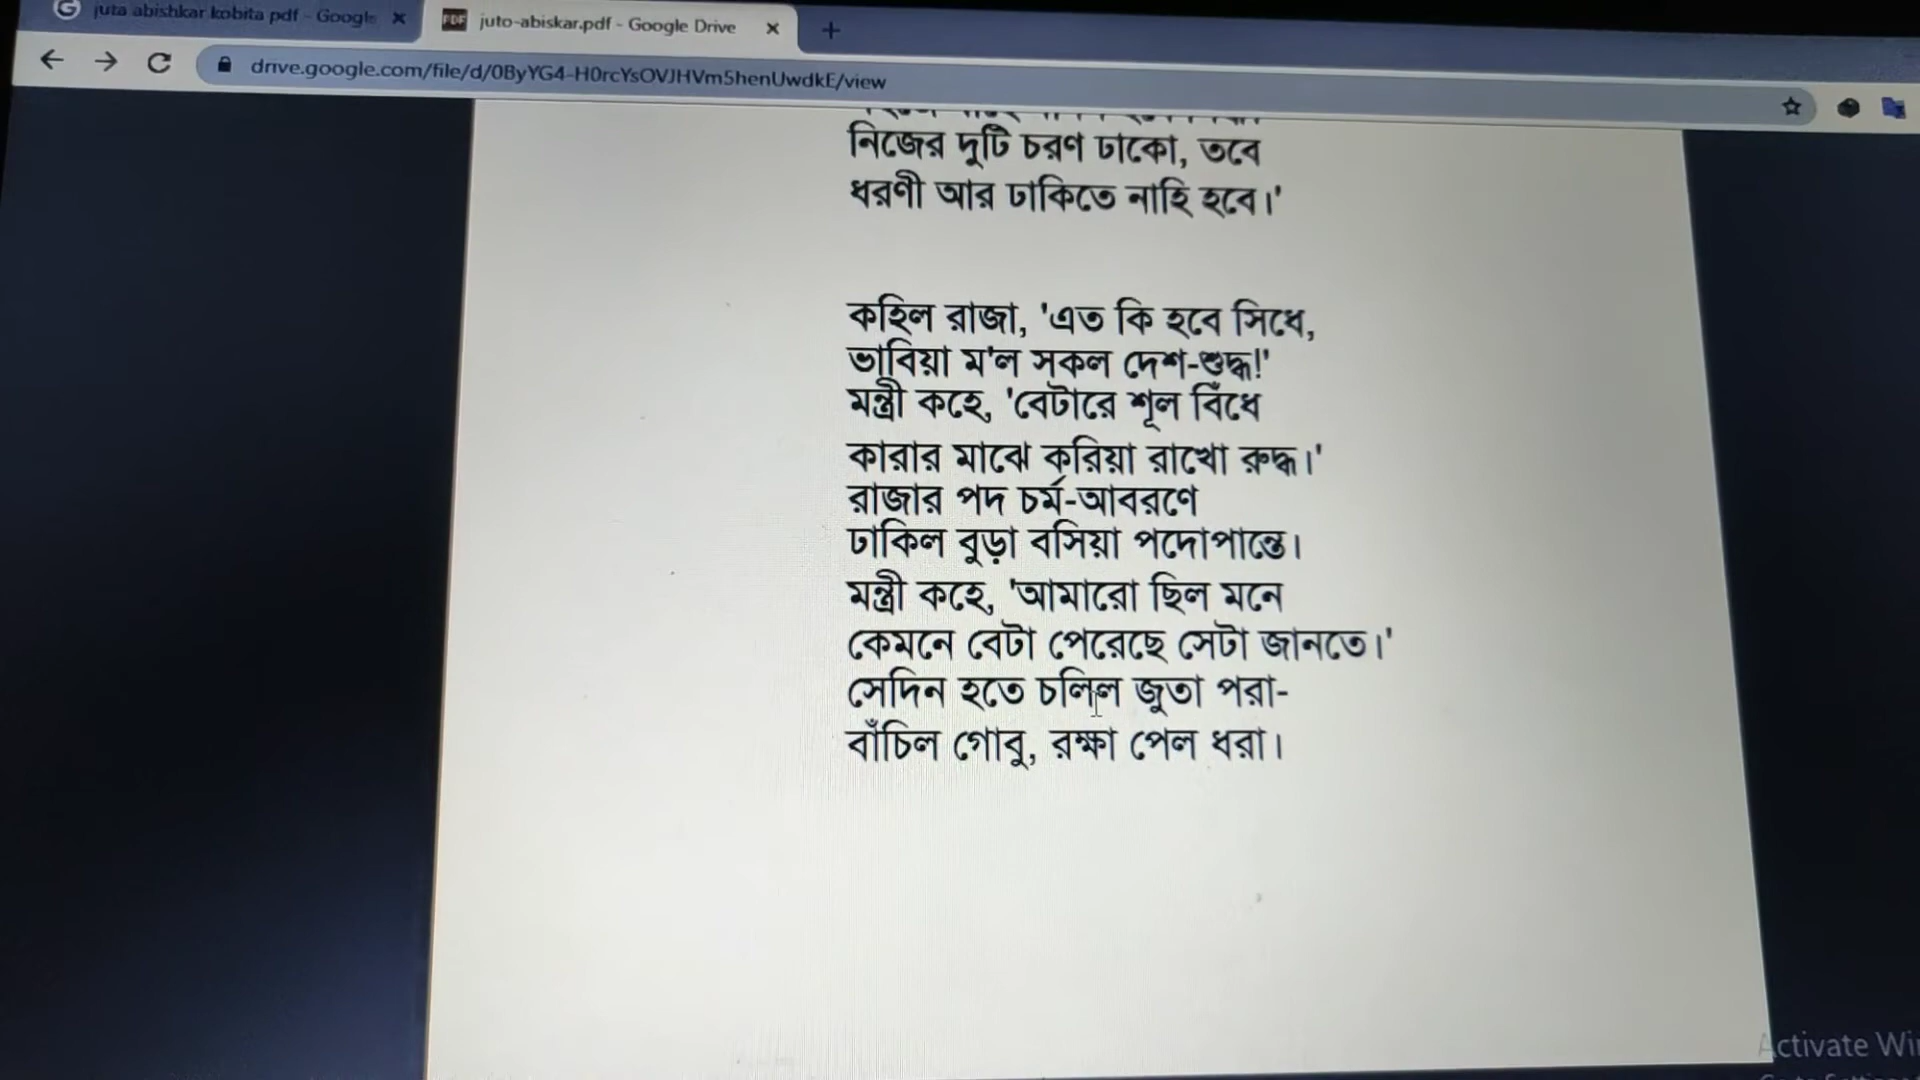 juta abishkar kobita pdf - Google
juto-abiskar.pdf - Google Drive
drive.google.com/file/d/0ByYG4-H0rcYsOVJHVm5henUwdkE/view
নিজের দুটি চরণ ঢাকো, তবে
ধরণী আর ঢাকিতে নাহি হবে।'
কহিল রাজা, 'এত কি হবে সিধে,
ভাবিয়া ম'ল সকল দেশ-শুদ্ধ!'
মন্ত্রী কহে, 'বেটারে শূল বিঁধে
কারার মাঝে করিয়া রাখো রুদ্ধ।'
রাজার পদ চর্ম-আবরণে
ঢাকিল বুড়া বসিয়া পদোপান্তে।
মন্ত্রী কহে, 'আমারো ছিল মনে
কেমনে বেটা পেরেছে সেটা জানতে।'
সেদিন হতে চলিল জুতা পরা-
বাঁচিল গোবু, রক্ষা পেল ধরা।
Activate Wi